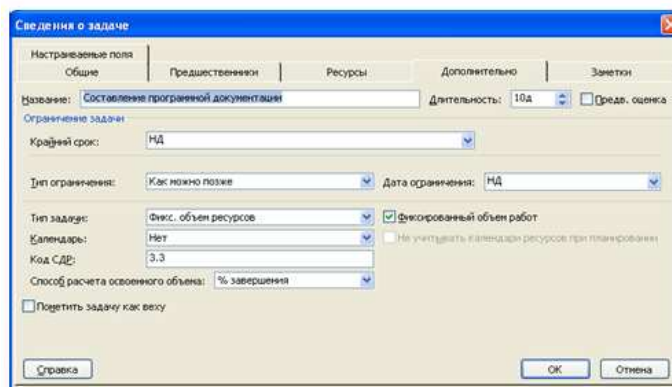 Сведения о задаче
Настраиваемые поля
Общие Предшественники Ресурсы Дополнительно Заметки
Название: Составление программной документации Длительность: 10д Предв. оценка
Ограничение задачи
Крайний срок: НД
Тип ограничения: Как можно позже Дата ограничения: НД
Тип задачи: Фикс. объем ресурсов Фиксированный объем работ
Календарь: Нет Не учитывать календари ресурсов при планировании
Код СДР: 3.3
Способ расчета освоенного объема: % завершения
Пометить задачу как веху
Справка ОК Отмена